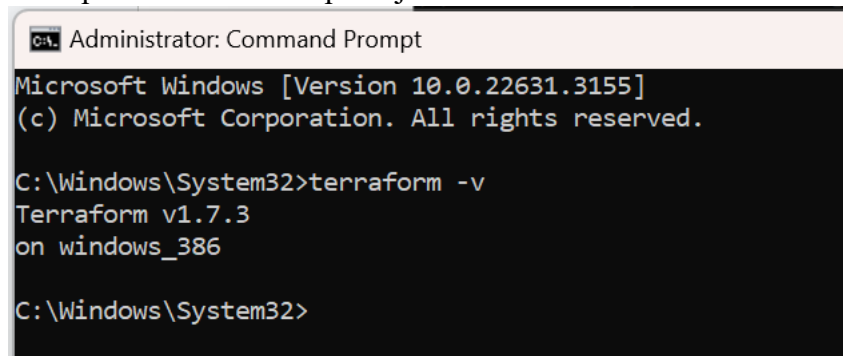 Administrator: Command Prompt
Microsoft Windows [Version 10.0.22631.3155]
(c) Microsoft Corporation. All rights reserved.
C:\Windows\System32>terraform -v
Terraform v1.7.3
on windows_386
C:\Windows\System32>